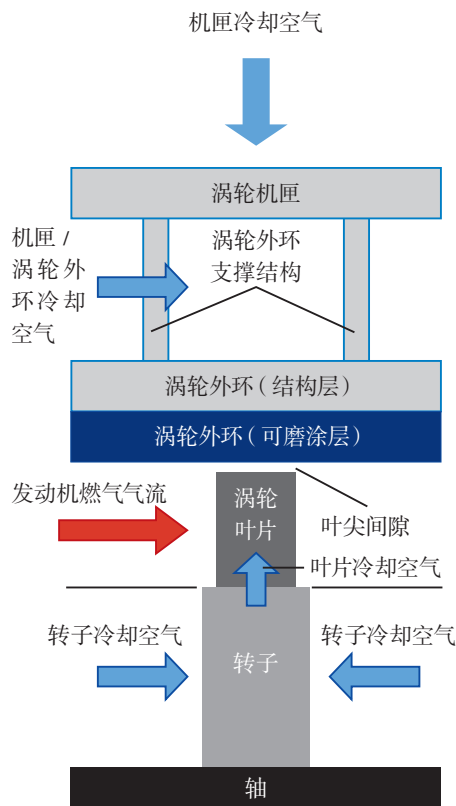 机匣冷却空气
涡轮机匣
机匣 /
涡轮外
环冷却
空气
涡轮外环
支撑结构
涡轮外环（结构层）
涡轮外环（可磨涂层）
发动机燃气气流
涡轮
叶片
叶尖间隙
叶片冷却空气
转子冷却空气
转子
转子冷却空气
轴